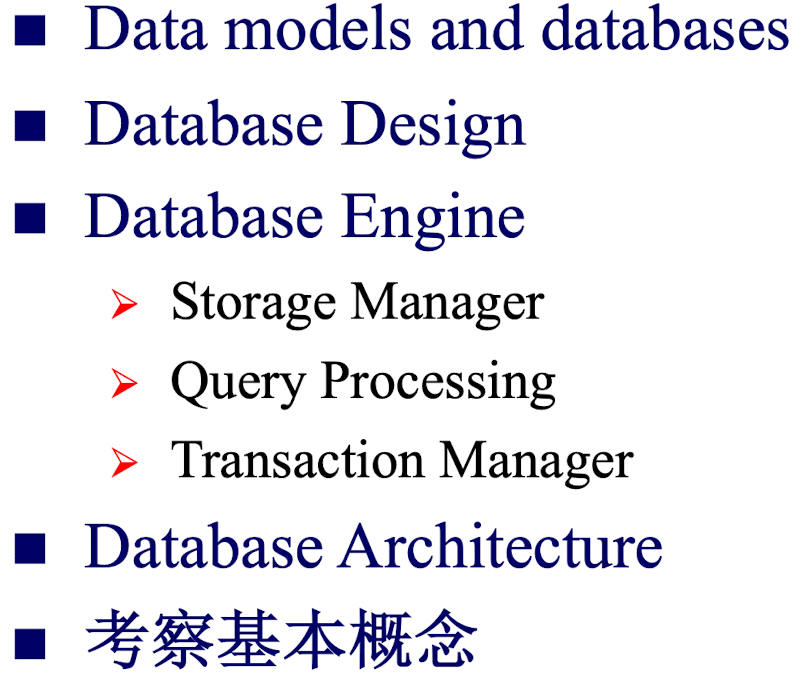 Data models and databases
Database Design
Database Engine
Storage Manager
Query Processing
Transaction Manager
Database Architecture
考察基本概念